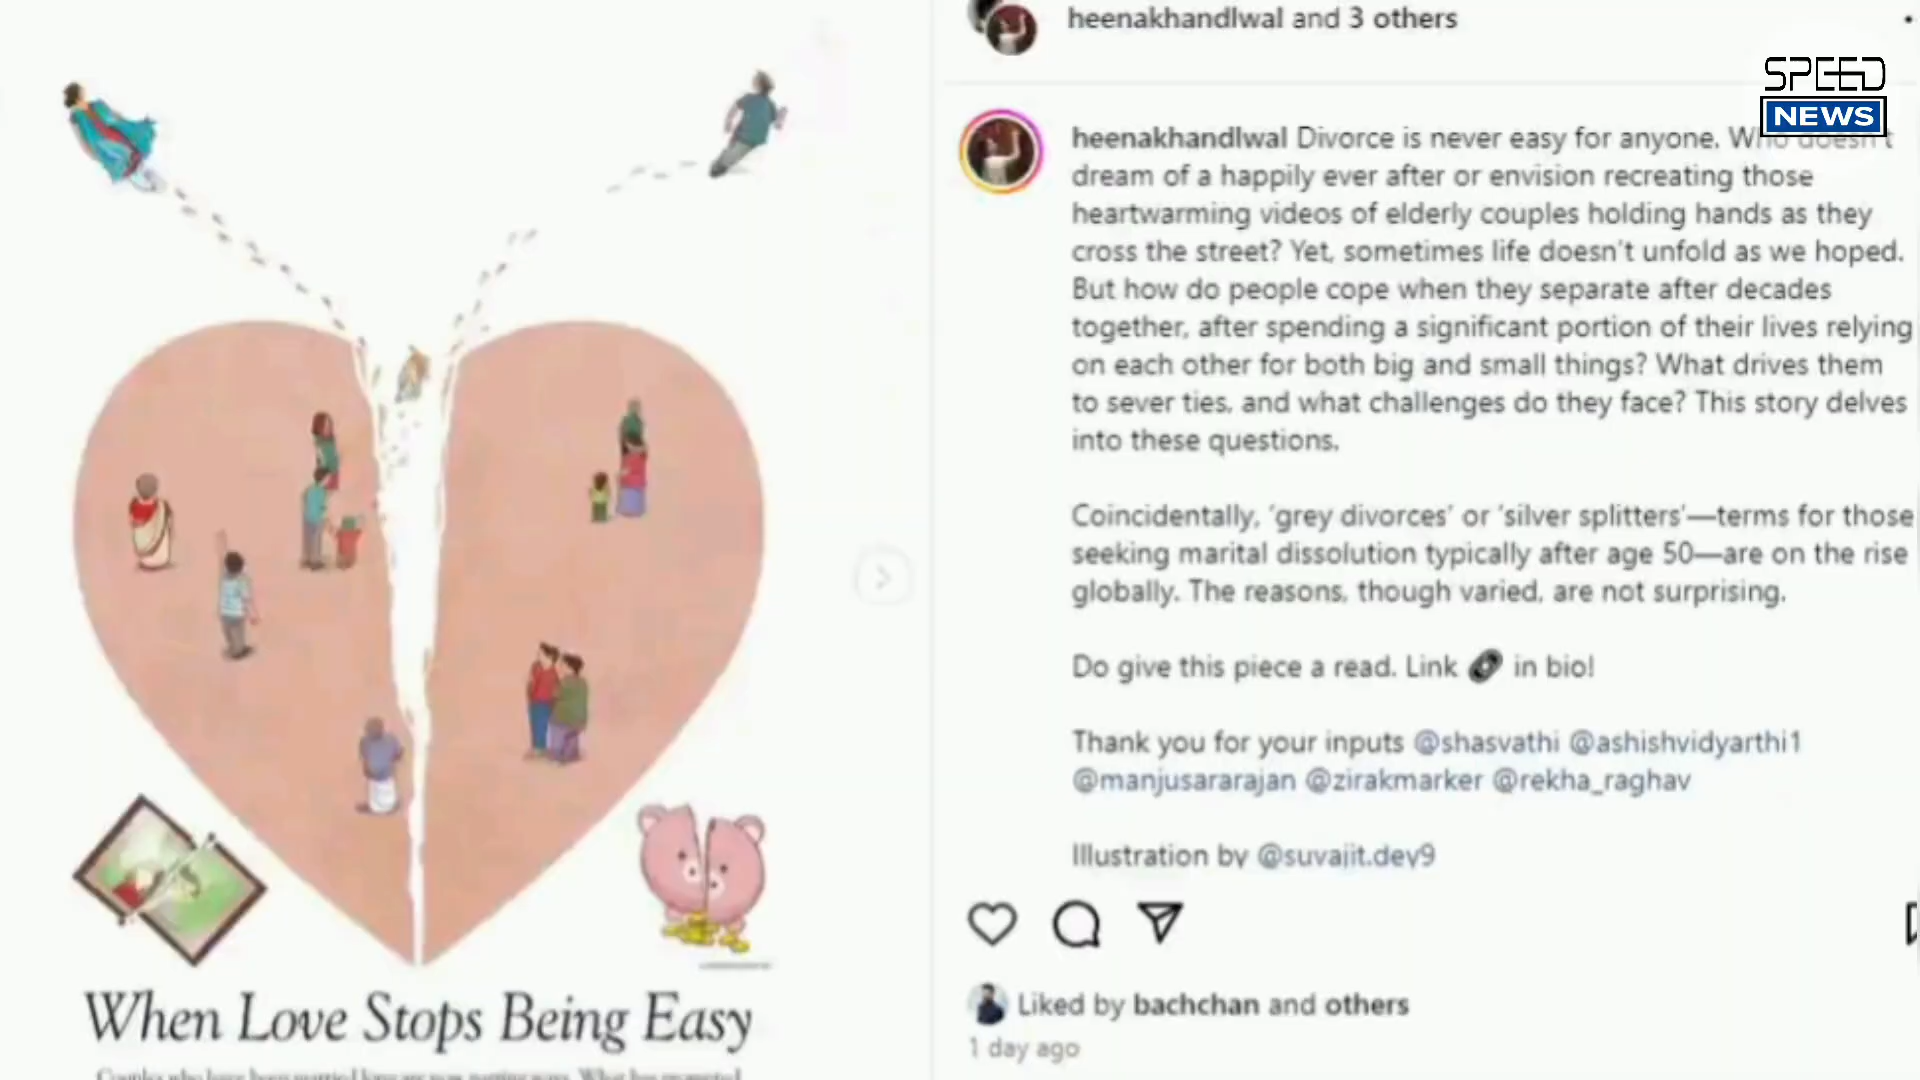 heenakhandlwal and 3 others
SPEED
NEWS
heenakhandlwal Divorce is never easy for anyone. Who doesn't
dream of a happily ever after or envision recreating those
heartwarming videos of elderly couples holding hands as they
cross the street? Yet, sometimes life doesn't unfold as we hoped.
But how do people cope when they separate after decades
together, after spending a significant portion of their lives relying
on each other for both big and small things? What drives them
to sever ties, and what challenges do they face? This story delves
into these questions.
Coincidentally, ‘grey divorces’ or ‘silver splitters’—terms for those
seeking marital dissolution typically after age 50—are on the rise
globally. The reasons, though varied, are not surprising.
Do give this piece a read. Link 🔗 in bio!
Thank you for your inputs @shasvathi @ashishvidyarthi1
@manjusararajan @zirakmarker @rekha_raghav
Illustration by @suvajit.dey9
Liked by bachchan and others
1 day ago
When Love Stops Being Easy